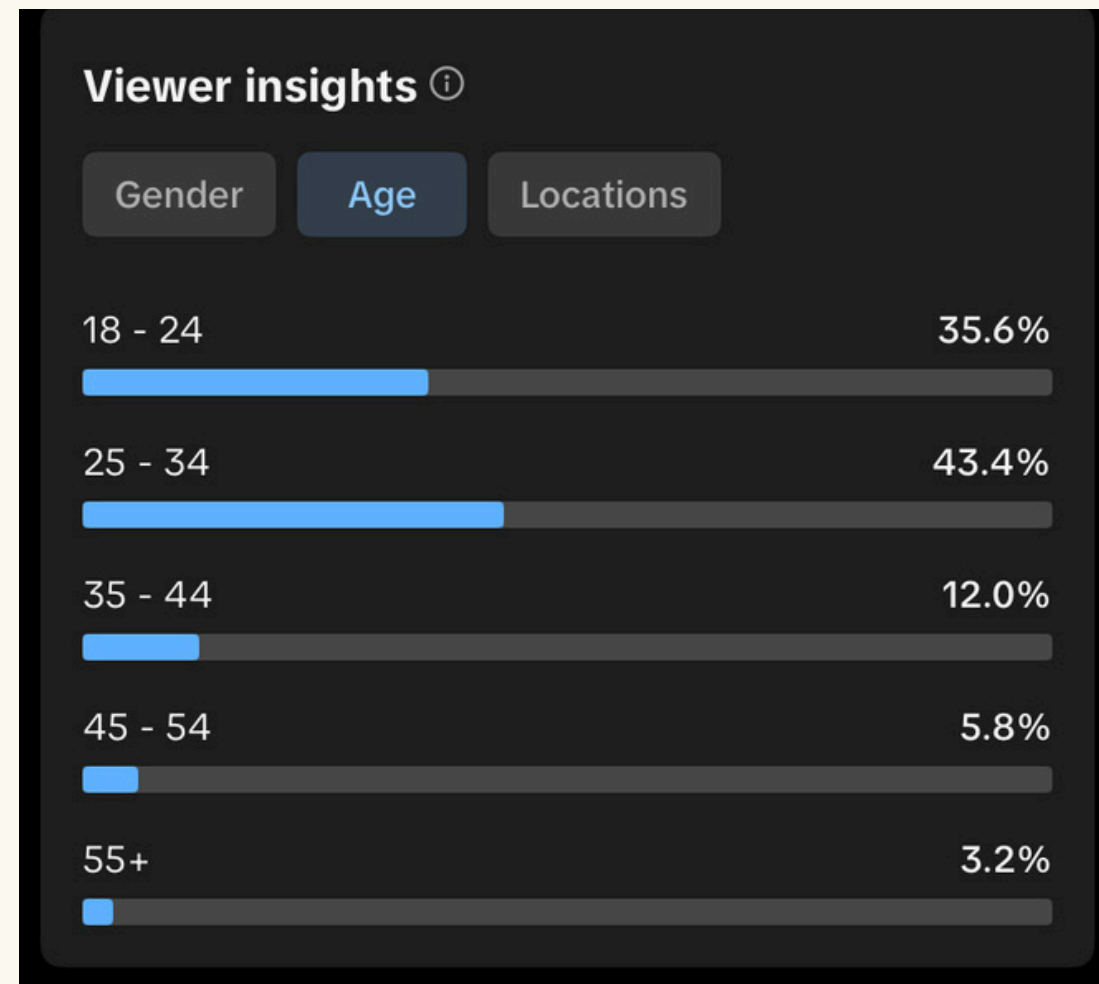 Viewer insights
Gender Age Locations
18 - 24 35.6%
25 - 34 43.4%
35 - 44 12.0%
45 - 54 5.8%
55+ 3.2%